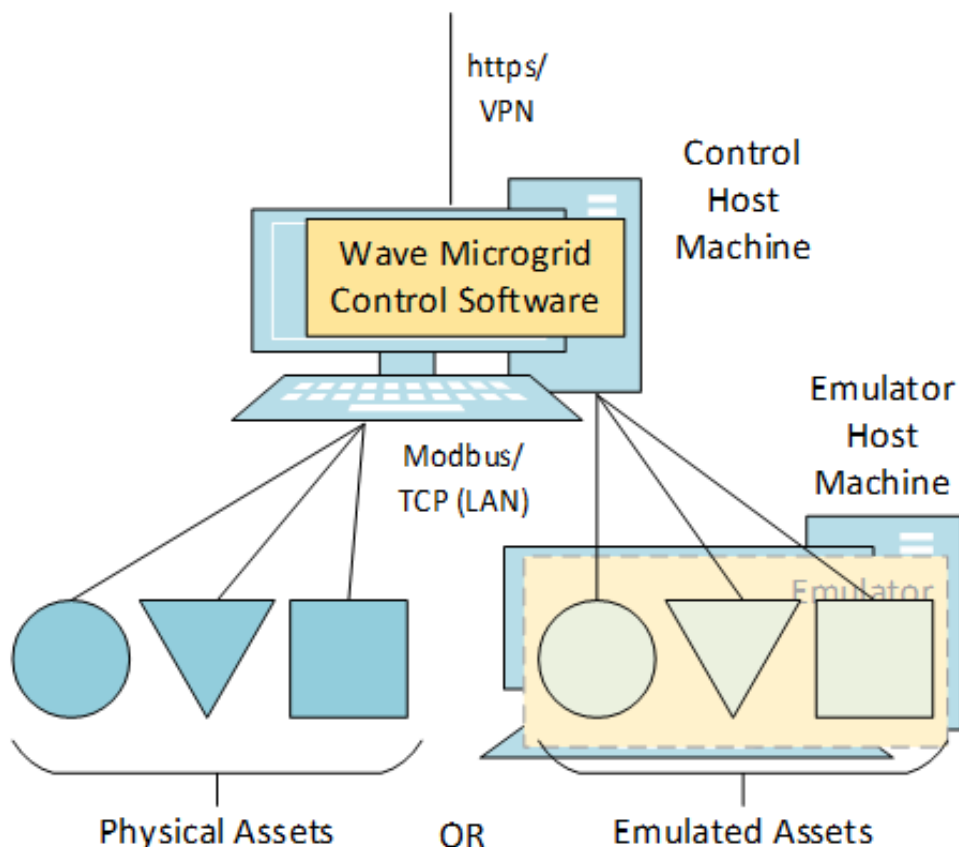 https/
VPN
Control
Host
Machine
Wave Microgrid
Control Software
Emulator
Host
Machine
Modbus/
TCP (LAN)
Emulator
Physical Assets
OR
Emulated Assets